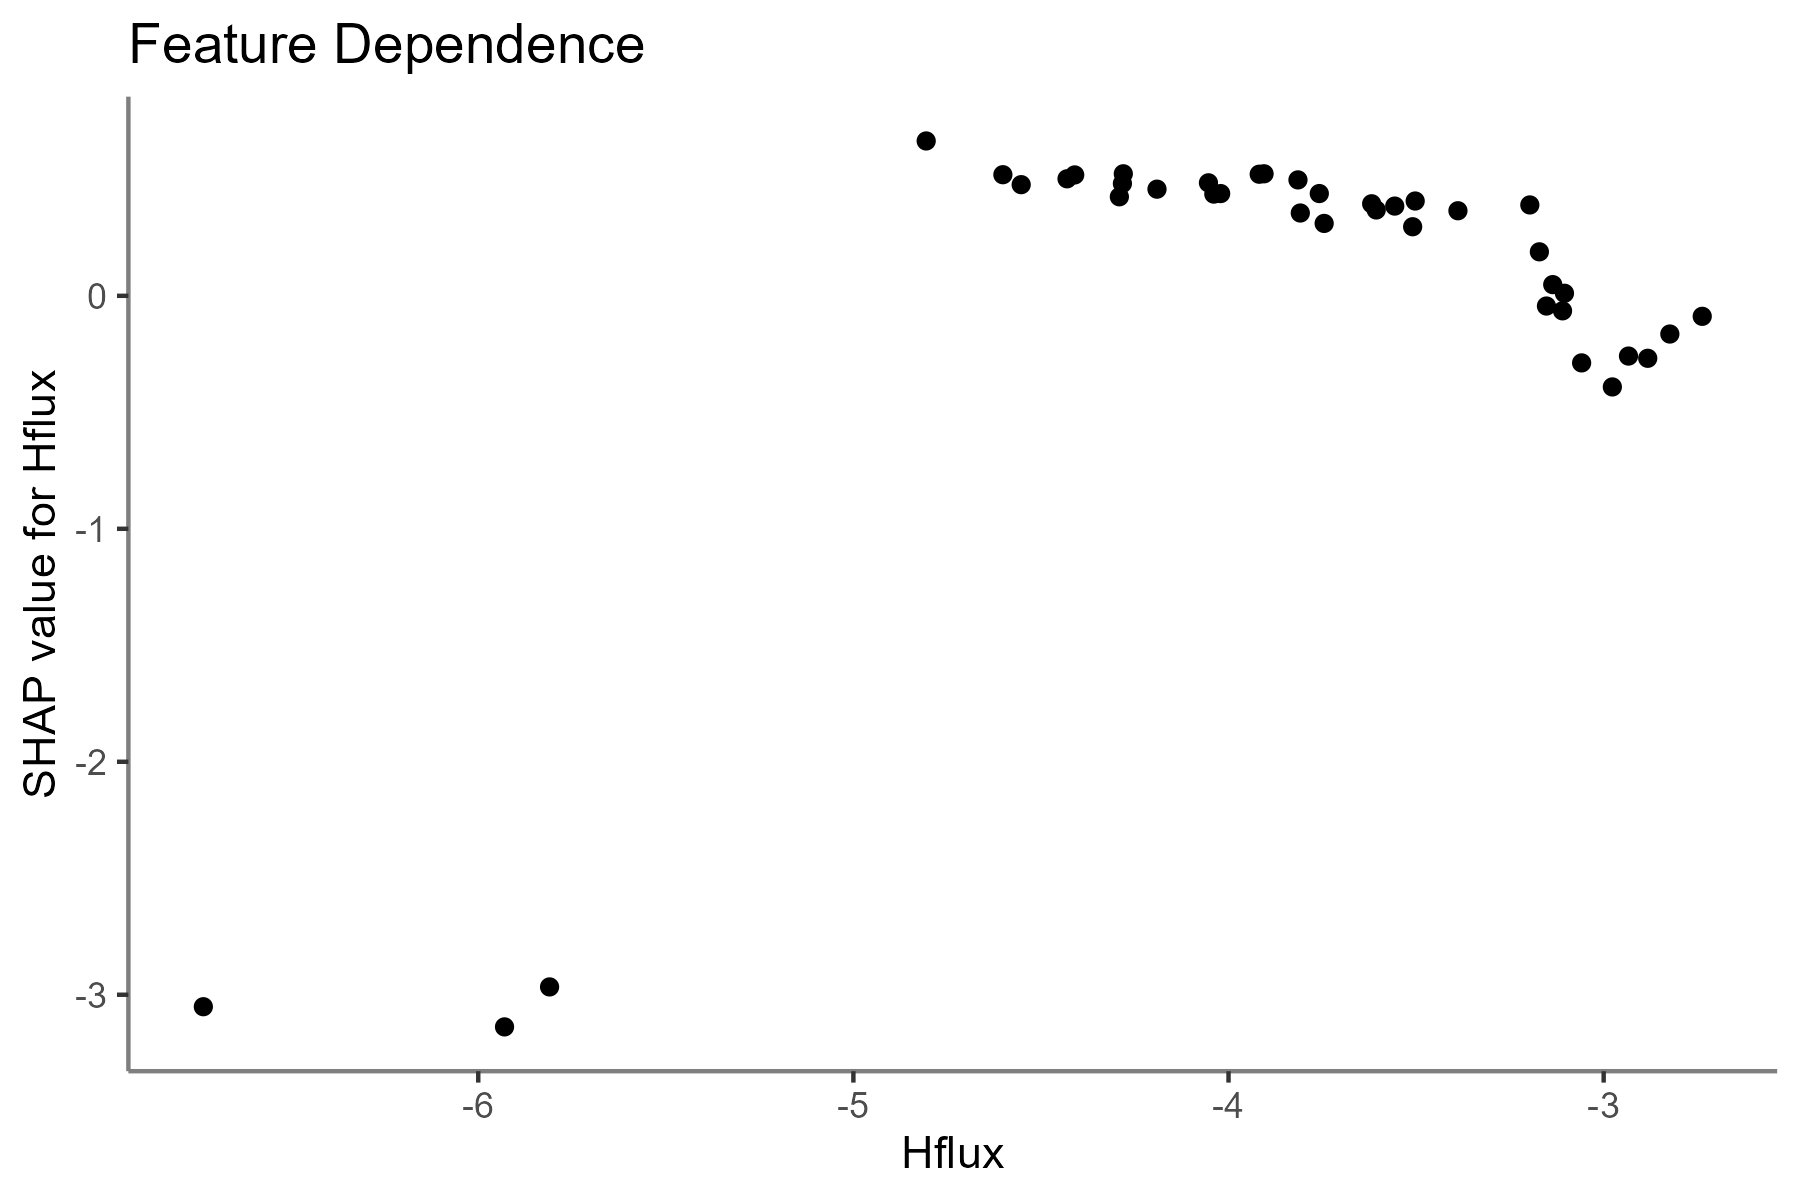 Feature Dependence
SHAP value for Hflux
0
-1
-2
-3
-6
-5
-4
-3
Hflux